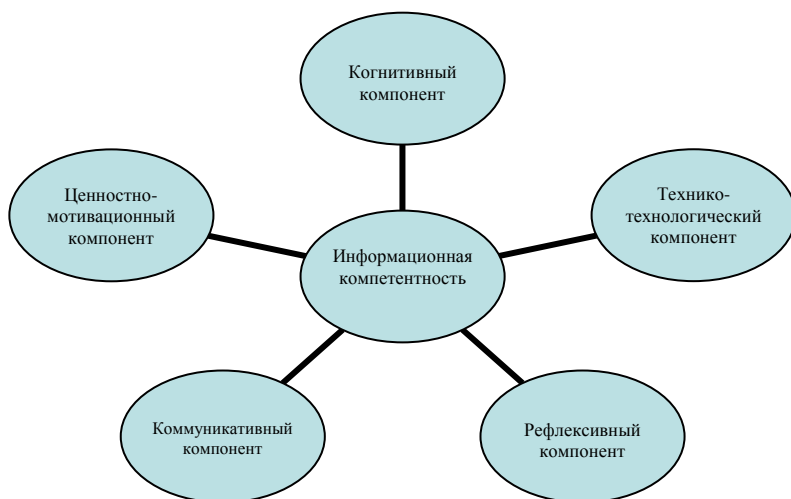 Когнитивный
компонент
Ценностно-
мотивационный
компонент
Технико-
технологический
компонент
Информационная
компетентность
Коммуникативный
компонент
Рефлексивный
компонент